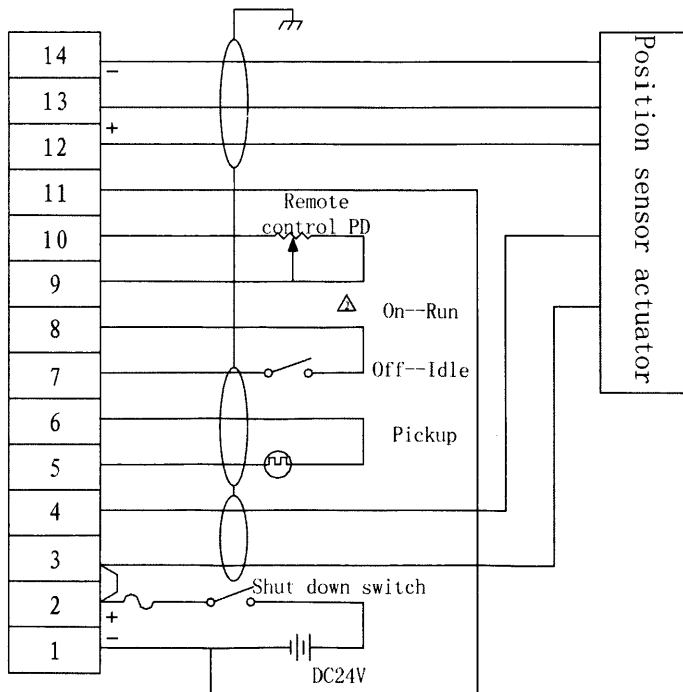 14
−
13
+
12
11
Remote
control PD
10
9
On--Run
8
7
Off--Idle
6
Pickup
5
4
3
Shut down switch
2
+
−
1
DC24V
Position sensor actuator